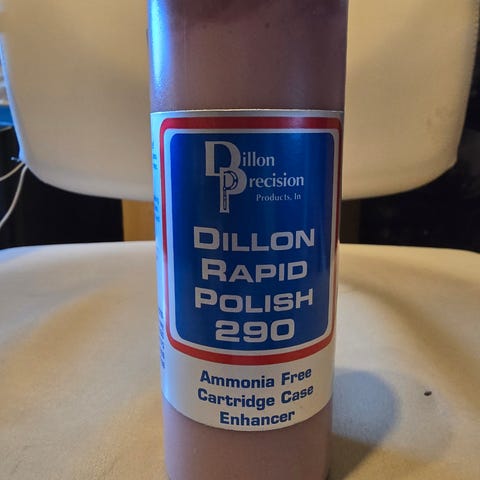 Dillon
Precision
Products, In
DILLON
RAPID
POLISH
290
Ammonia Free
Cartridge Case
Enhancer